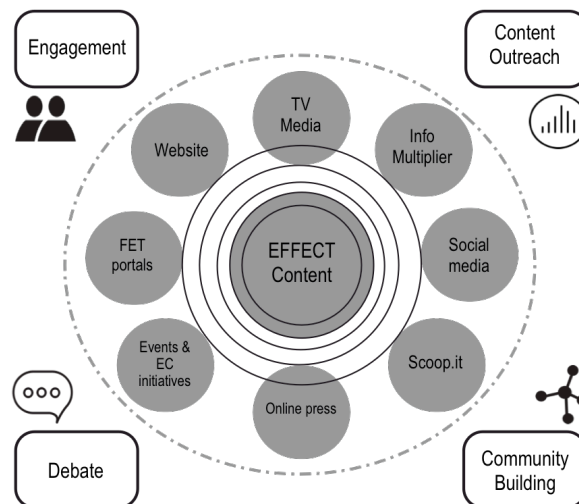 Engagement
Content
Outreach
TV
Media
Website
Info
Multiplier
FET
portals
EFFECT
Content
Social
media
Events &
EC
initiatives
Scoop.it
Online press
Debate
Community
Building